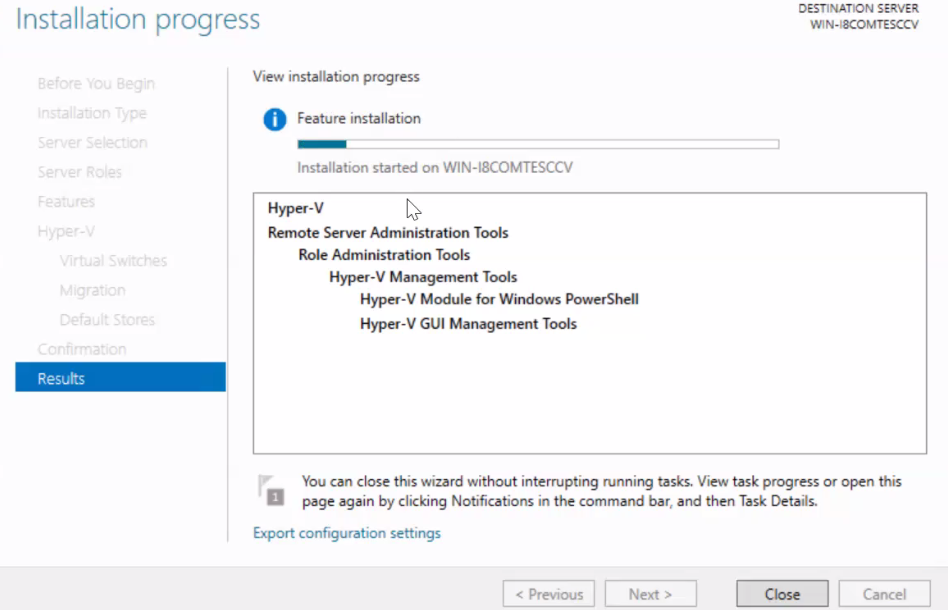 Installation progress
DESTINATION SERVER
WIN-I8COMTESCCV
Before You Begin
Installation Type
Server Selection
Server Roles
Features
Hyper-V
Virtual Switches
Migration
Default Stores
Confirmation
Results
View installation progress
Feature installation
Installation started on WIN-I8COMTESCCV
Hyper-V
Remote Server Administration Tools
Role Administration Tools
Hyper-V Management Tools
Hyper-V Module for Windows PowerShell
Hyper-V GUI Management Tools
1
You can close this wizard without interrupting running tasks. View task progress or open this
page again by clicking Notifications in the command bar, and then Task Details.
Export configuration settings
< Previous
Next >
Close
Cancel